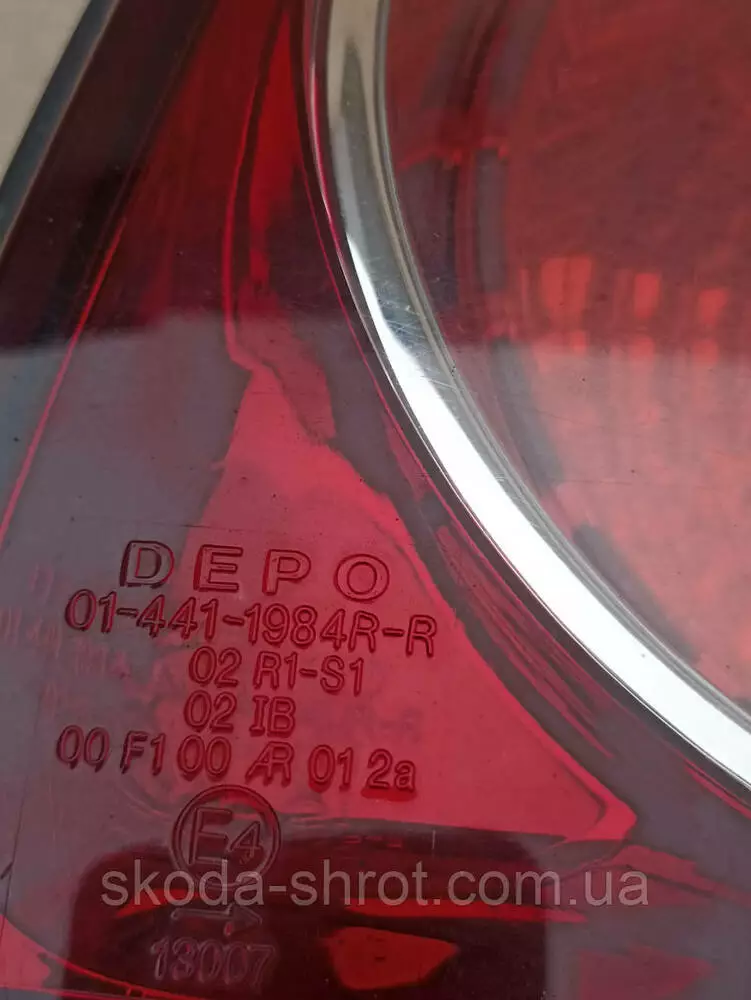 DEPO
01-441-1984R-R
02 R1-S1
02 IB
00 F1 00 AR 01 2a
E4
skoda-shrot.com.ua
13007